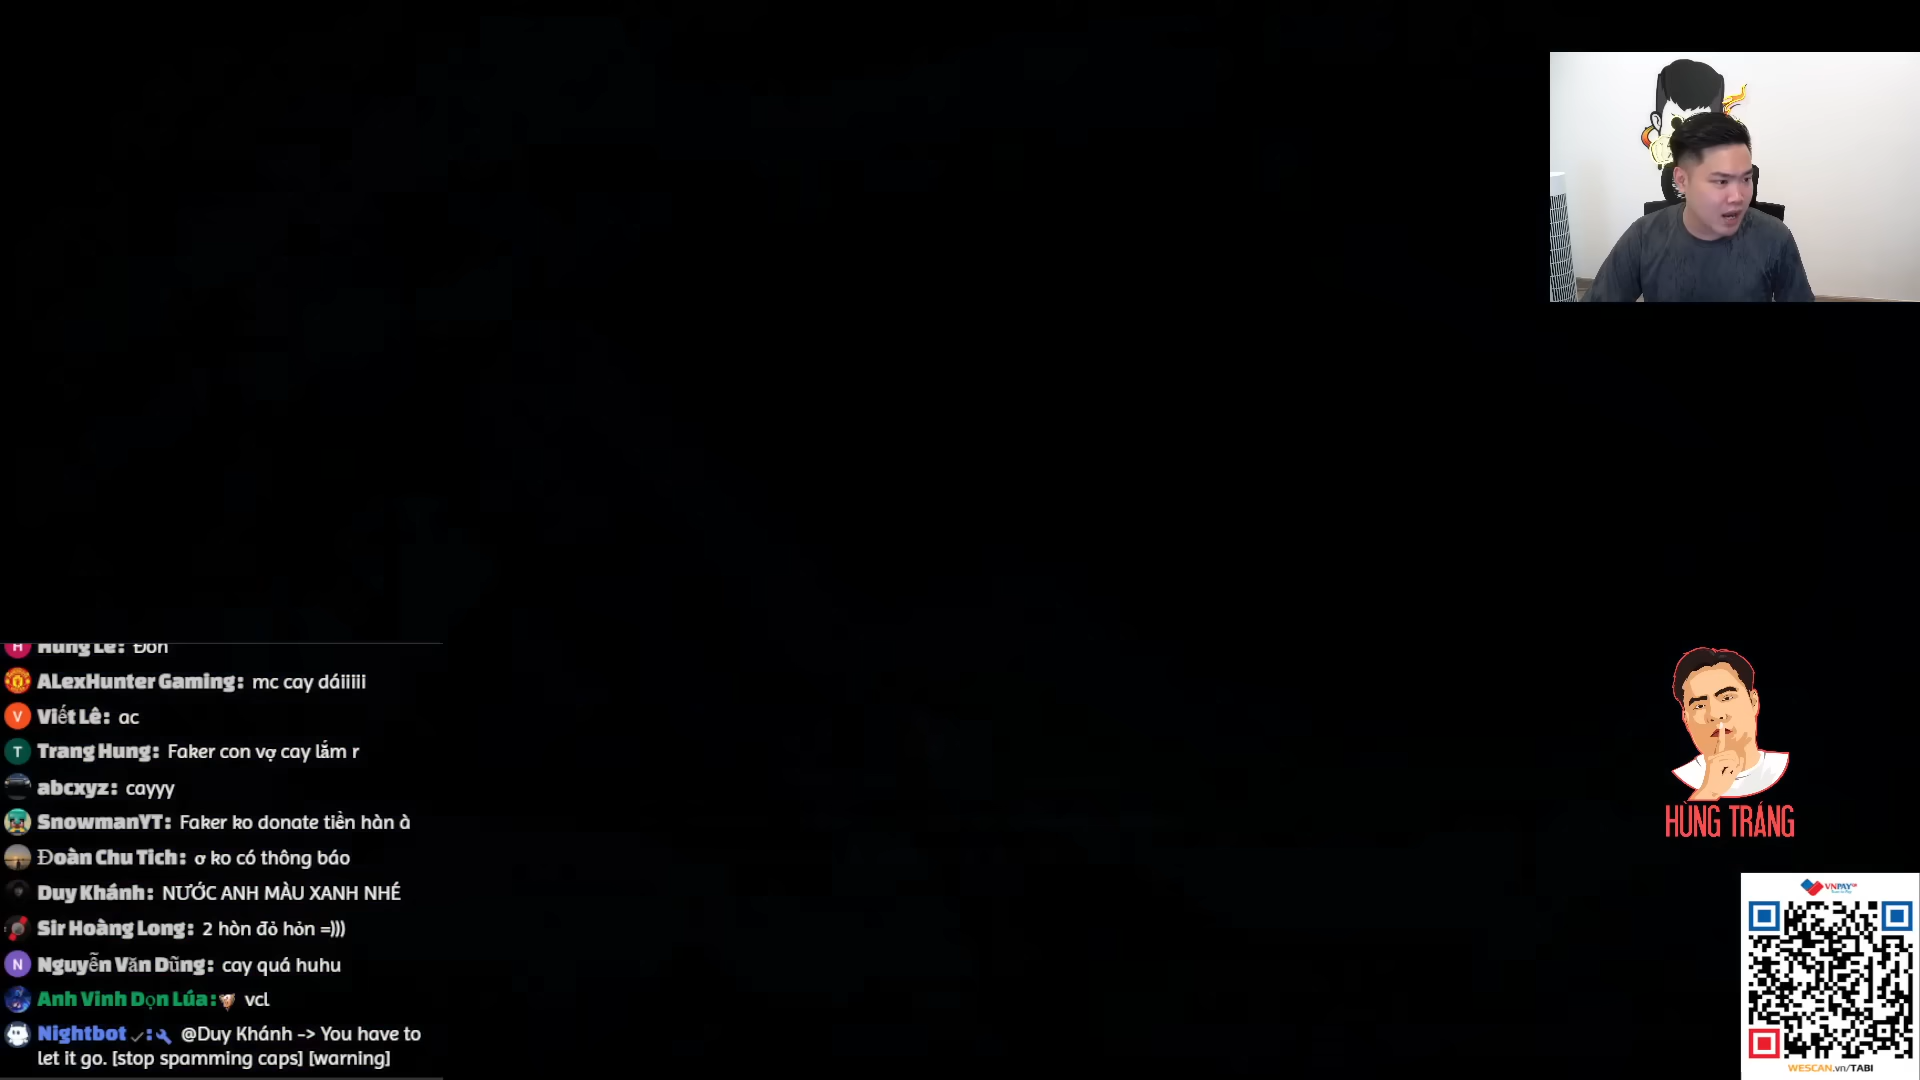 Hùng Lê: Đòn
ALexHunter Gaming: mc cay dáiiiii
Viết Lê: ac
Trang Hung: Faker con vợ cay lắm r
abcxyz: cayyy
SnowmanYT: Faker ko donate tiền hàn à
Đoàn Chu Tich: ơ ko có thông báo
Duy Khánh: NƯỚC ANH MÀU XANH NHÉ
Sir Hoàng Long: 2 hòn đỏ hỏn =)))
Nguyễn Văn Dũng: cay quá huhu
Anh Vinh Dọn Lúa: vcl
Nightbot: @Duy Khánh -> You have to
let it go. [stop spamming caps] [warning]
HÙNG TRÁNG
VNPAY
WESCAN.vn/TABI